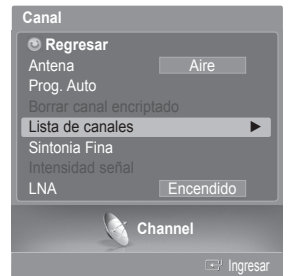 Canal
Regresar
Antena Aire
Prog. Auto
Borrar canal encriptado
Lista de canales
Sintonia Fina
Intensidad señal
LNA Encendido
Channel
Ingresar